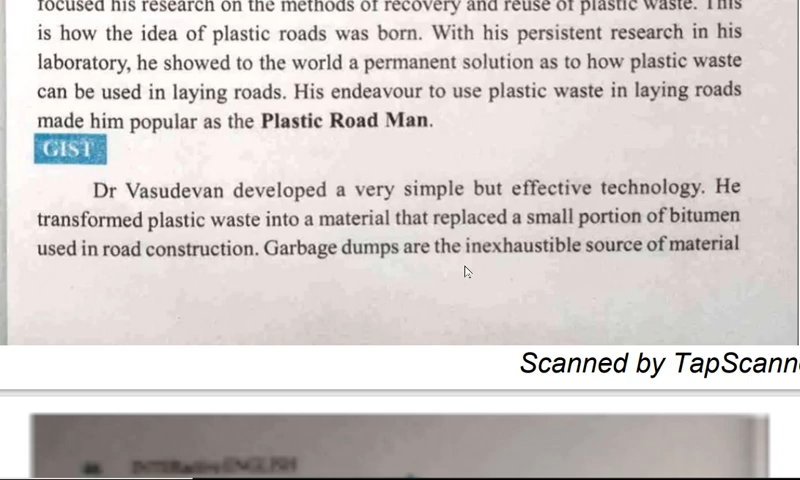 focused his research on the methods of recovery and reuse of plastic waste. This
is how the idea of plastic roads was born. With his persistent research in his
laboratory, he showed to the world a permanent solution as to how plastic waste
can be used in laying roads. His endeavour to use plastic waste in laying roads
made him popular as the Plastic Road Man.
GIST
Dr Vasudevan developed a very simple but effective technology. He
transformed plastic waste into a material that replaced a small portion of bitumen
used in road construction. Garbage dumps are the inexhaustible source of material
Scanned by TapScann
ENGLISH